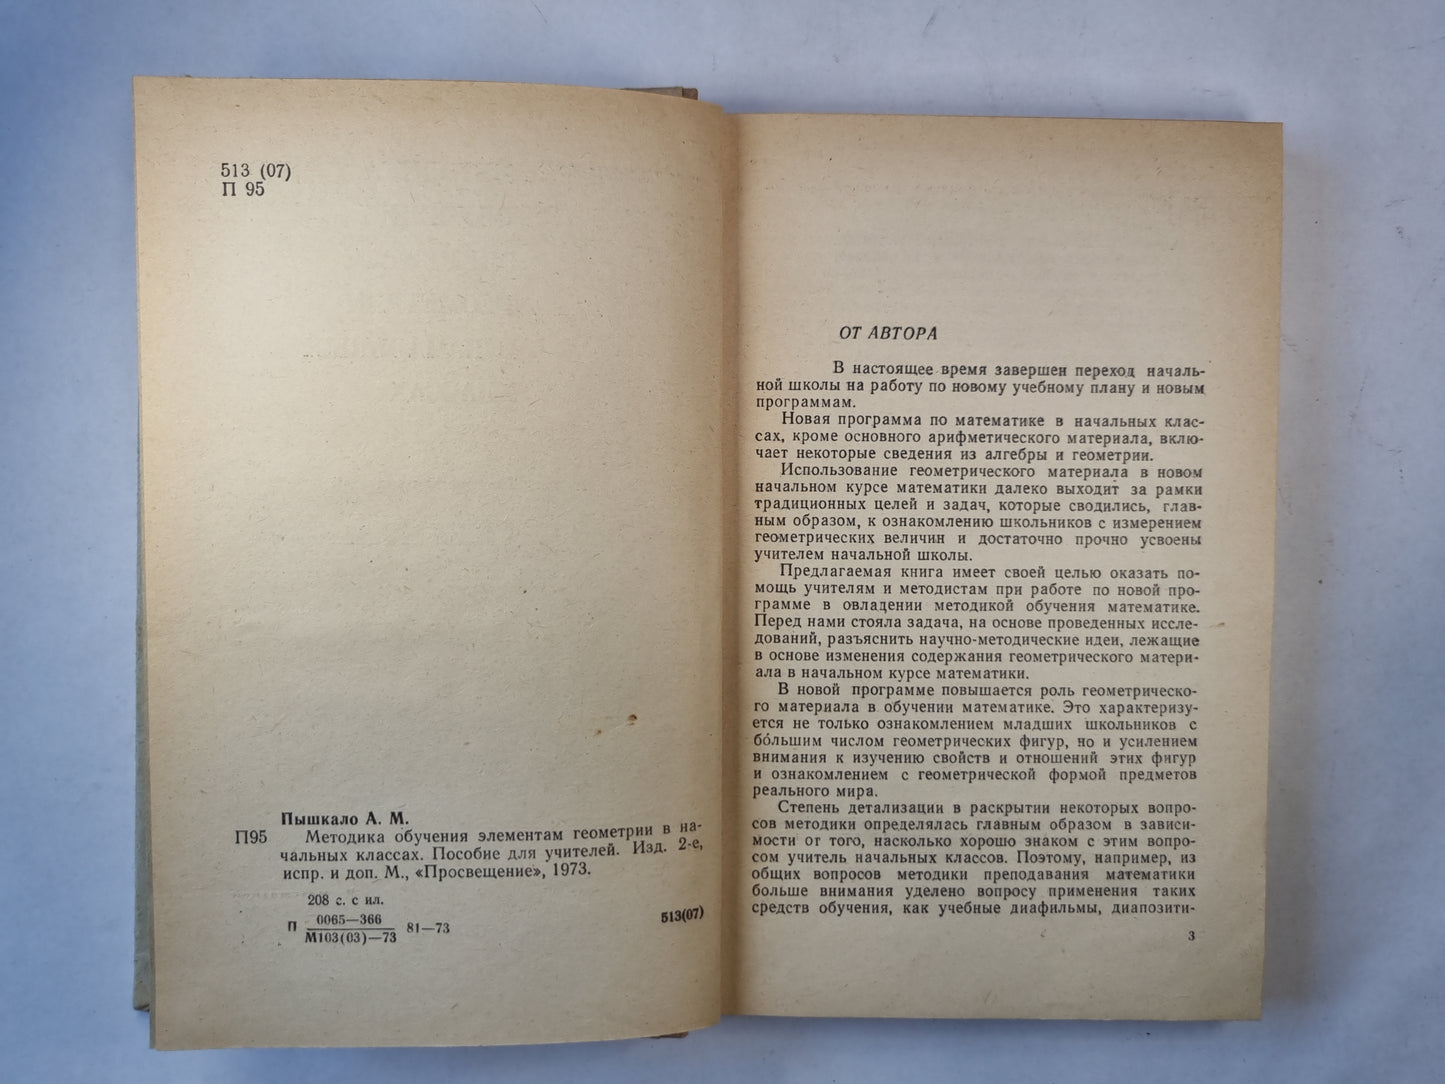 513 (07)
П 95
Пышкало А. М.
П95 Методика обучения элементам геометрии в на-
чальных классах. Пособие для учителей. Изд. 2-е,
испр. и доп. М., «Просвещение», 1973.
208 с. с ил.
П 0065—366
М103(03)—73 81—73
513(07)
ОТ АВТОРА
В настоящее время завершен переход началь-
ной школы на работу по новому учебному плану и новым
программам.
Новая программа по математике в начальных клас-
сах, кроме основного арифметического материала, вклю-
чает некоторые сведения из алгебры и геометрии.
Использование геометрического материала в новом
начальном курсе математики далеко выходит за рамки
традиционных целей и задач, которые сводились, глав-
ным образом, к ознакомлению школьников с измерением
геометрических величин и достаточно прочно усвоены
учителем начальной школы.
Предлагаемая книга имеет своей целью оказать по-
мощь учителям и методистам при работе по новой про-
грамме в овладении методикой обучения математике.
Перед нами стояла задача, на основе проведенных иссле-
дований, разъяснить научно-методические идеи, лежащие
в основе изменения содержания геометрического матери-
ала в начальном курсе математики.
В новой программе повышается роль геометрическо-
го материала в обучении математике. Это характеризу-
ется не только ознакомлением младших школьников с
бо́льшим числом геометрических фигур, но и усилением
внимания к изучению свойств и отношений этих фигур
и ознакомлением с геометрической формой предметов
реального мира.
Степень детализации в раскрытии некоторых вопро-
сов методики определялась главным образом в зависи-
мости от того, насколько хорошо знаком с этим вопро-
сом учитель начальных классов. Поэтому, например, из
общих вопросов методики преподавания математики
больше внимания уделено вопросу применения таких
средств обучения, как учебные диафильмы, диапозити-
3